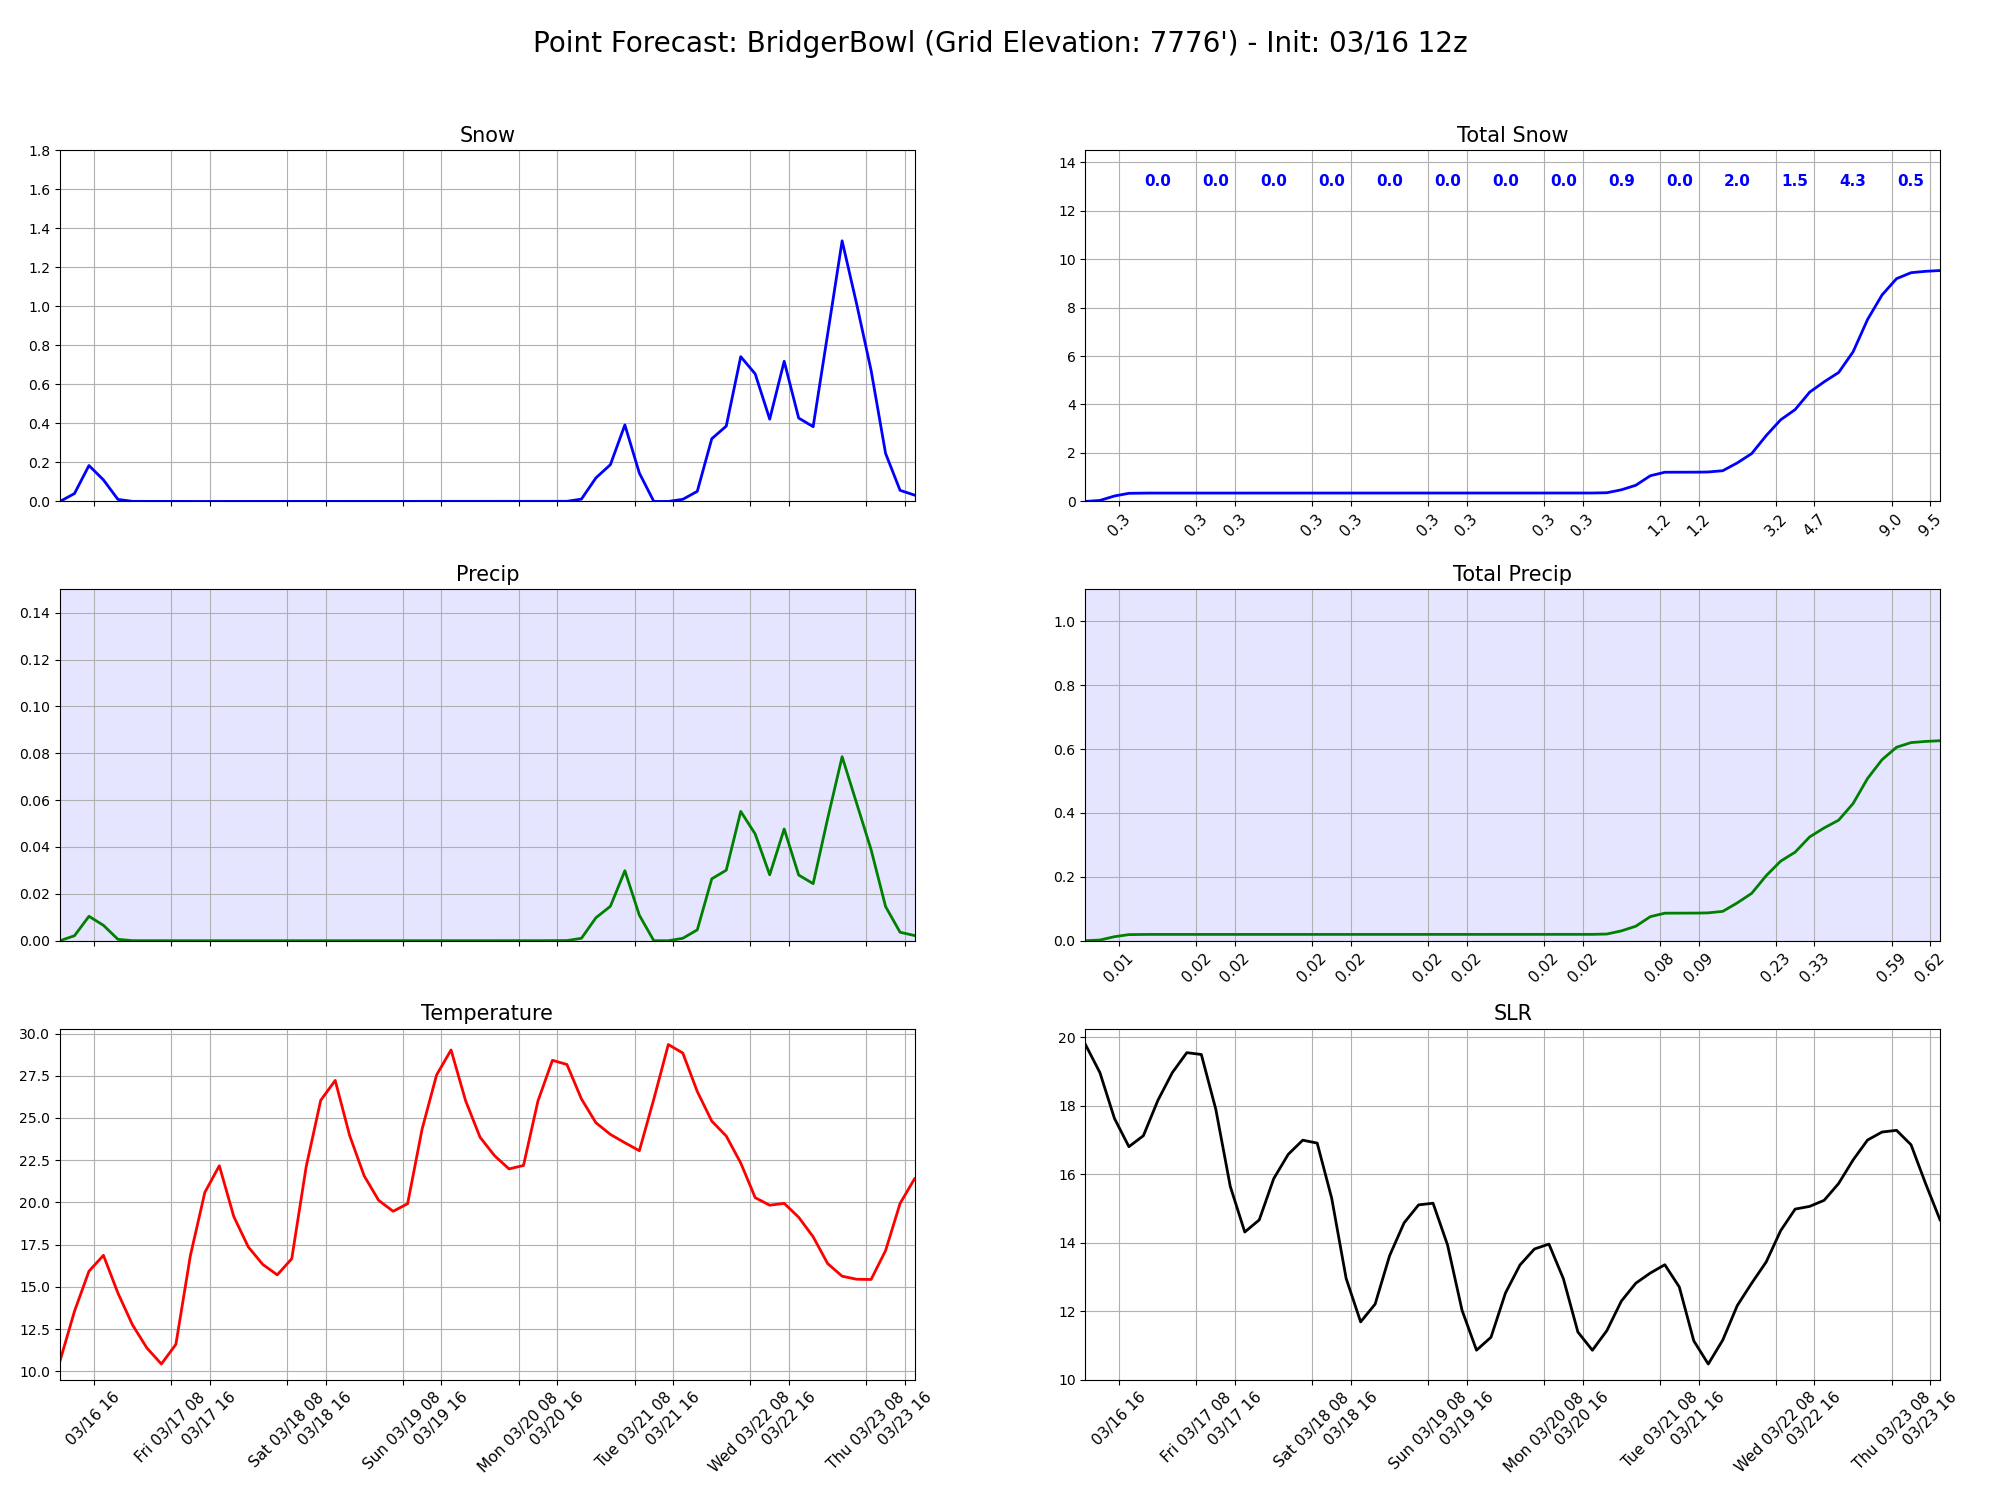 Point Forecast: BridgerBowl (Grid Elevation: 7776') - Init: 03/16 12z
Snow
1.8
1.6
1.4
1.2
1.0
0.8
0.6
0.4
0.2
0.0
Total Snow
14
12
10
8
6
4
2
0
0.0 0.0 0.0 0.0 0.0 0.0 0.0 0.0 0.9 0.0 2.0 1.5 4.3 0.5
0.3 0.3 0.3 0.3 0.3 0.3 0.3 0.3 0.3 1.2 1.2 3.2 4.7 9.0 9.5
Precip
0.14
0.12
0.10
0.08
0.06
0.04
0.02
0.00
Total Precip
1.0
0.8
0.6
0.4
0.2
0.0
0.01 0.02 0.02 0.02 0.02 0.02 0.02 0.02 0.02 0.08 0.09 0.23 0.33 0.59 0.62
Temperature
30.0
27.5
25.0
22.5
20.0
17.5
15.0
12.5
10.0
03/16 16
Fri 03/17 08
03/17 16
Sat 03/18 08
03/18 16
Sun 03/19 08
03/19 16
Mon 03/20 08
03/20 16
Tue 03/21 08
03/21 16
Wed 03/22 08
03/22 16
Thu 03/23 08
03/23 16
SLR
20
18
16
14
12
10
03/16 16
Fri 03/17 08
03/17 16
Sat 03/18 08
03/18 16
Sun 03/19 08
03/19 16
Mon 03/20 08
03/20 16
Tue 03/21 08
03/21 16
Wed 03/22 08
03/22 16
Thu 03/23 08
03/23 16